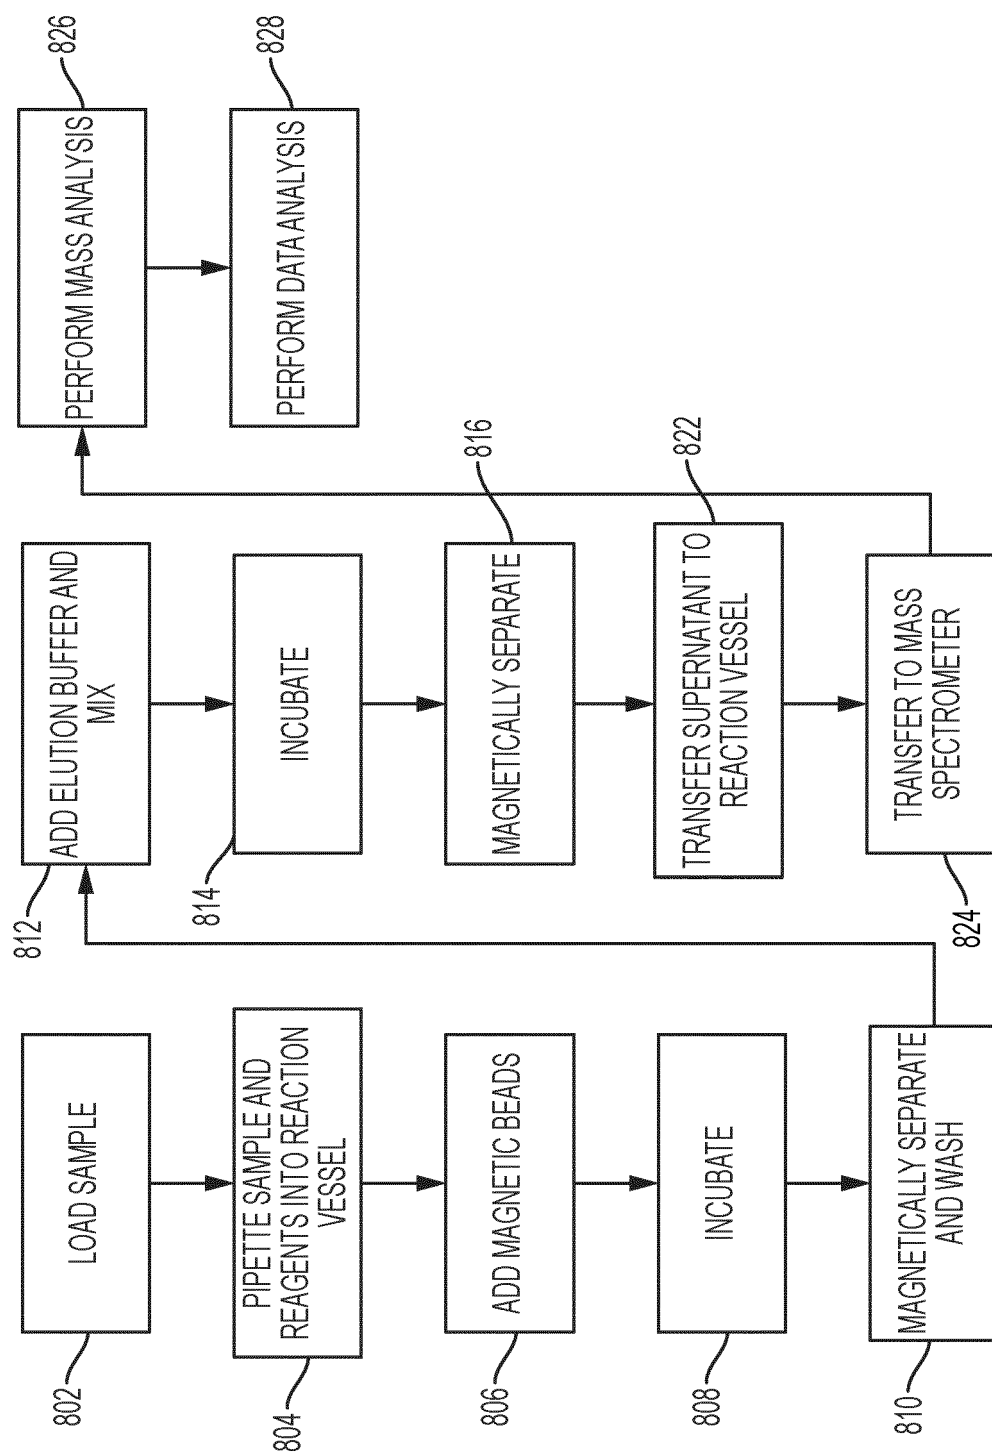 802
LOAD SAMPLE
804
PIPETTE SAMPLE AND
REAGENTS INTO REACTION
VESSEL
806
ADD MAGNETIC BEADS
808
INCUBATE
810
MAGNETICALLY SEPARATE
AND WASH
812
ADD ELUTION BUFFER AND
MIX
814
INCUBATE
816
MAGNETICALLY SEPARATE
822
TRANSFER SUPERNATANT TO
REACTION VESSEL
824
TRANSFER TO MASS
SPECTROMETER
826
PERFORM MASS ANALYSIS
828
PERFORM DATA ANALYSIS